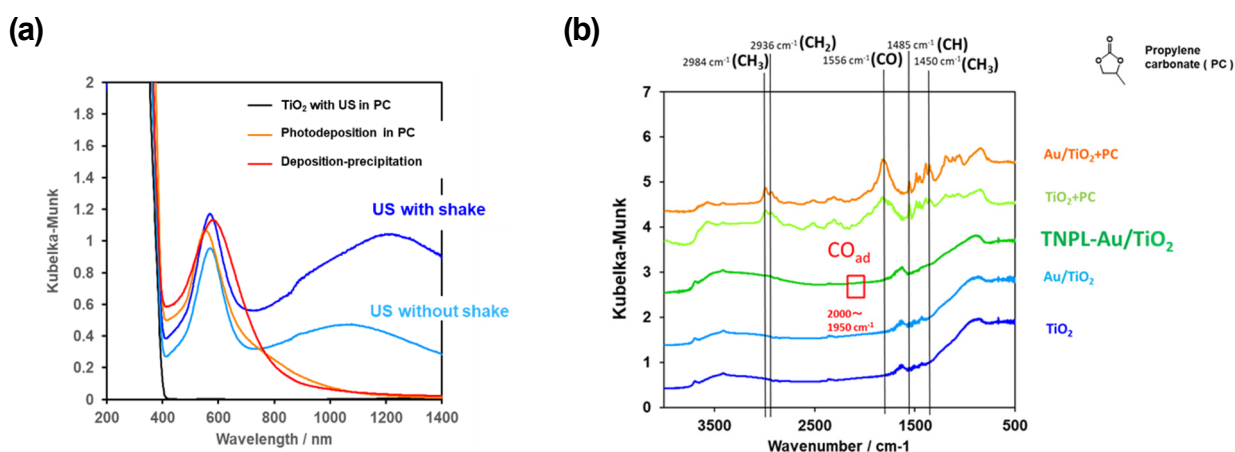 (a)
2
1.8
1.6
1.4
1.2
1
0.8
0.6
0.4
0.2
0
Kubelka-Munk
TiO2 with US in PC
Photodeposition in PC
Deposition-precipitation
US with shake
US without shake
200 400 600 800 1000 1200 1400
Wavelength / nm
(b)
2936 cm-1 (CH2)
1485 cm-1 (CH)
2984 cm-1 (CH3)
1556 cm-1 (CO)
1450 cm-1 (CH3)
O
O O
Propylene
carbonate ( PC )
7
6
5
4
3
2
1
0
Kubelka-Munk
Au/TiO2+PC
TiO2+PC
TNPL-Au/TiO2
Au/TiO2
TiO2
COad
2000～
1950 cm-1
3500 2500 1500 500
Wavenumber / cm-1